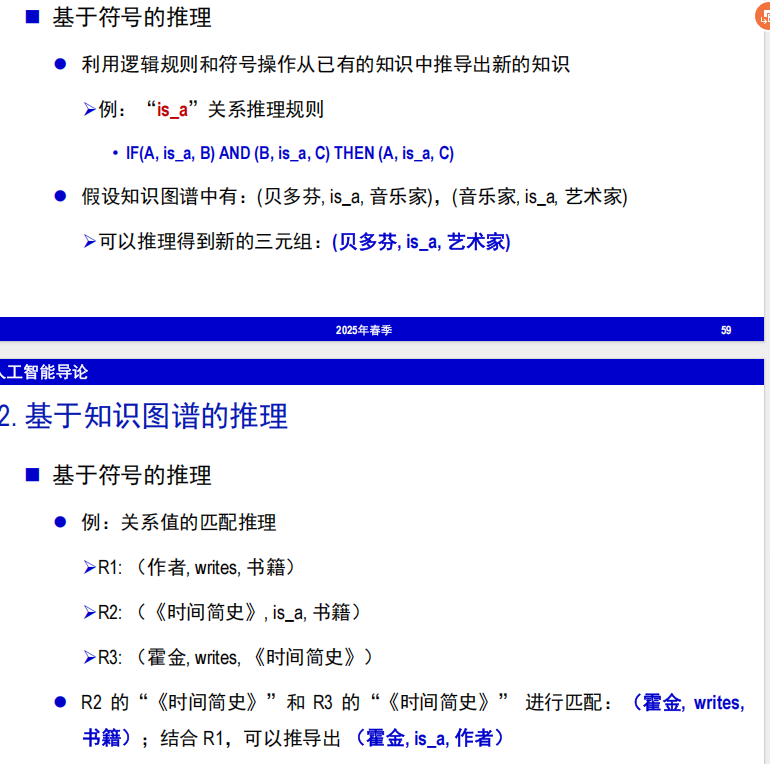 ■ 基于符号的推理
● 利用逻辑规则和符号操作从已有的知识中推导出新的知识
➢例：“is_a”关系推理规则
• IF(A, is_a, B) AND (B, is_a, C) THEN (A, is_a, C)
● 假设知识图谱中有：(贝多芬, is_a, 音乐家)，(音乐家, is_a, 艺术家)
➢可以推理得到新的三元组：(贝多芬, is_a, 艺术家)
2025年春季 59
人工智能导论
2. 基于知识图谱的推理
■ 基于符号的推理
● 例：关系值的匹配推理
➢R1: （作者, writes, 书籍）
➢R2: （《时间简史》, is_a, 书籍）
➢R3: （霍金, writes, 《时间简史》）
● R2 的“《时间简史》”和 R3 的“《时间简史》” 进行匹配：（霍金, writes,
书籍）；结合 R1，可以推导出 （霍金, is_a, 作者）